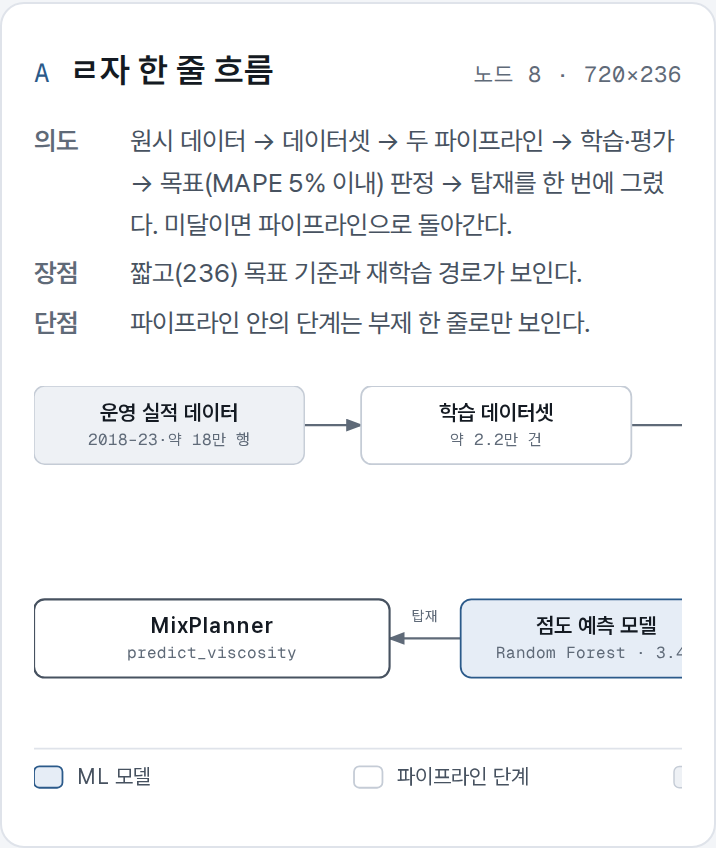 A ㄹ자 한 줄 흐름
노드 8 · 720×236
의도
원시 데이터 → 데이터셋 → 두 파이프라인 → 학습·평가
→ 목표(MAPE 5% 이내) 판정 → 탑재를 한 번에 그렸
다. 미달이면 파이프라인으로 돌아간다.
장점
짧고(236) 목표 기준과 재학습 경로가 보인다.
단점
파이프라인 안의 단계는 부제 한 줄로만 보인다.
운영 실적 데이터
2018–23·약 18만 행
학습 데이터셋
약 2.2만 건
MixPlanner
predict_viscosity
탑재
점도 예측 모델
Random Forest · 3.4
ML 모델
파이프라인 단계